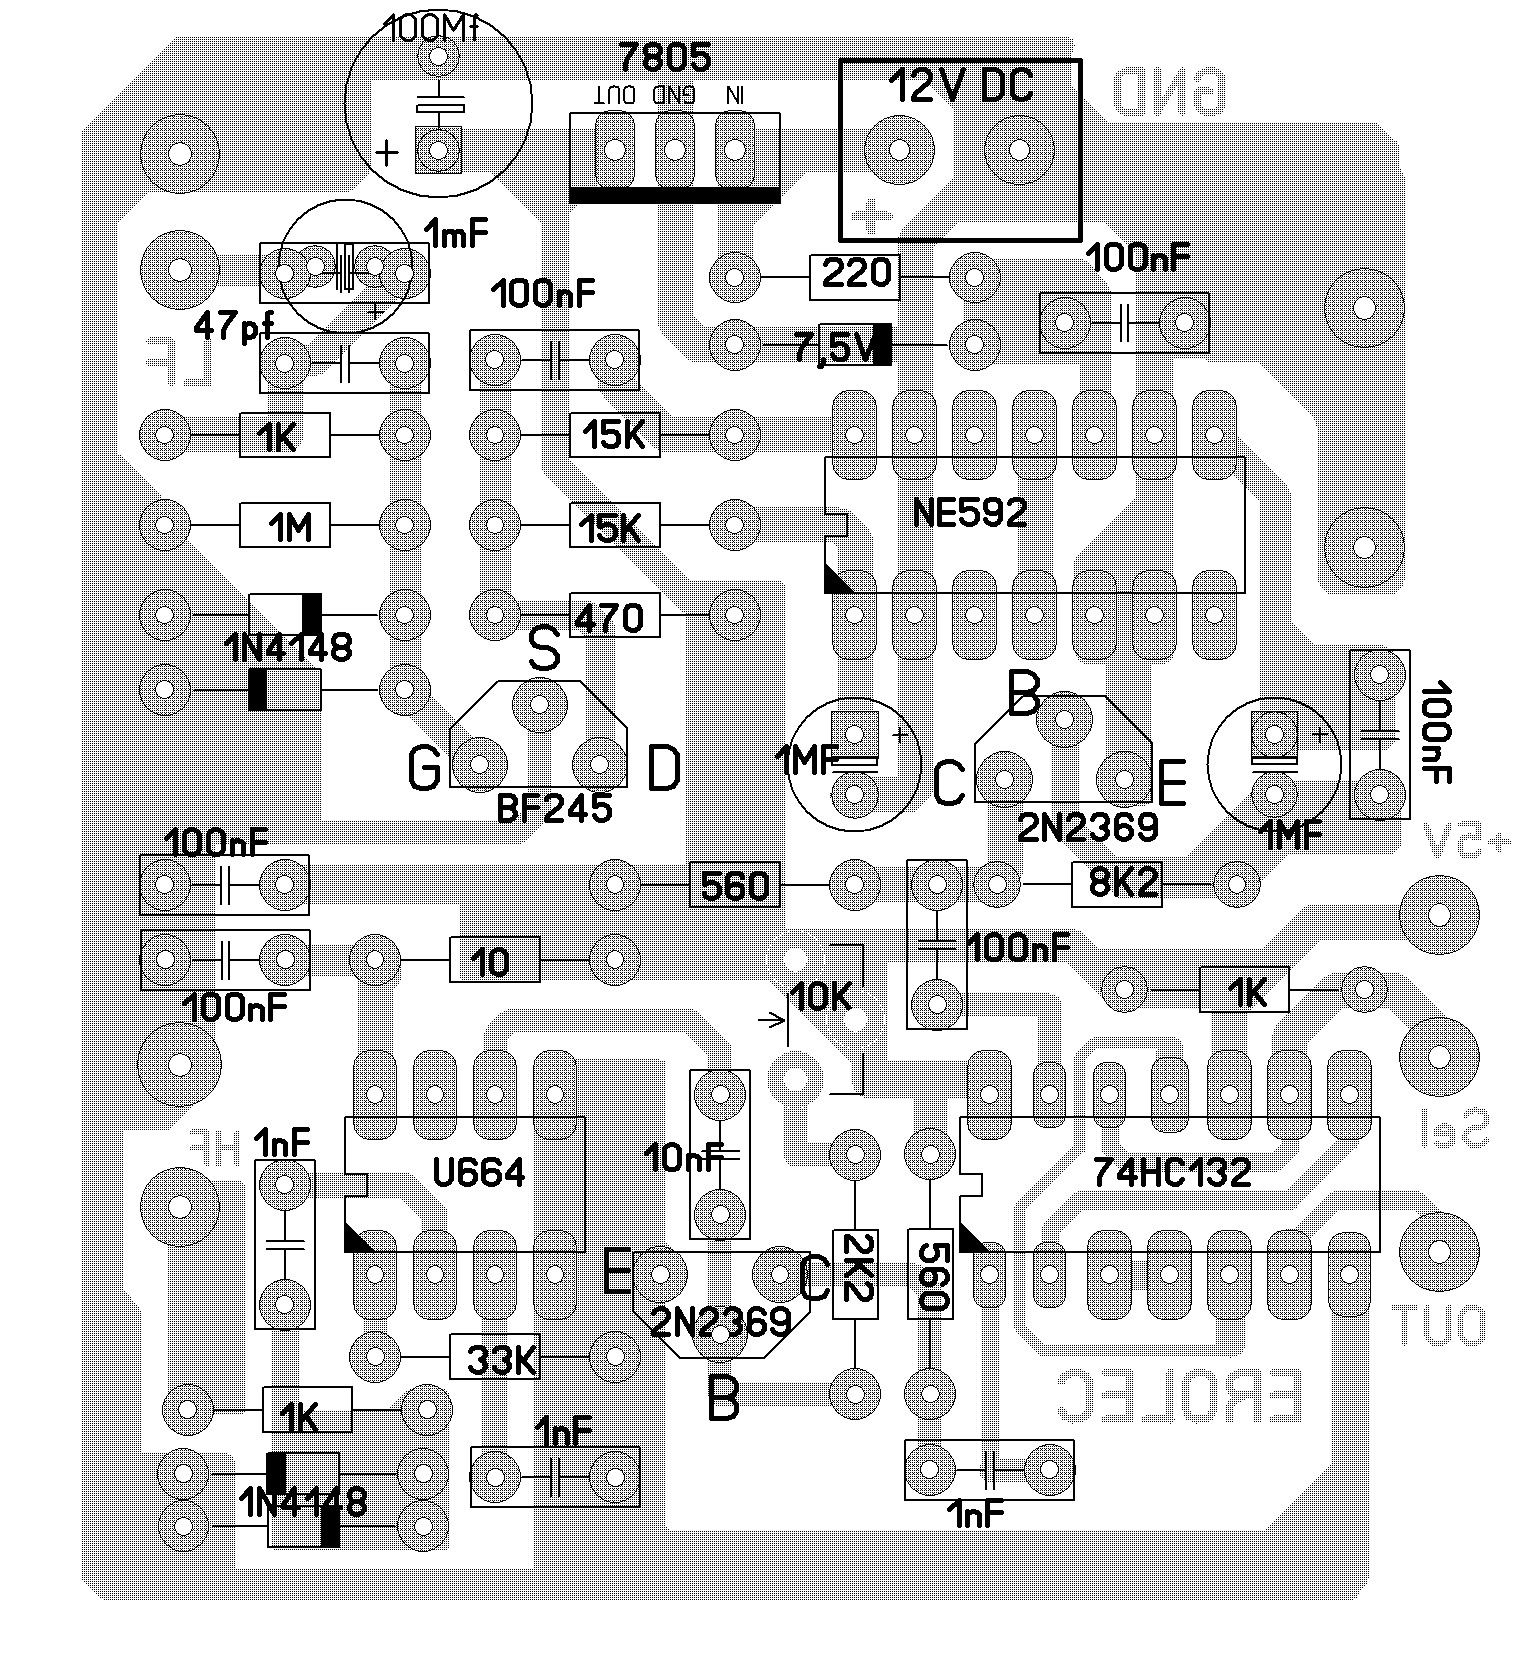 100Mf
7805
12V DC
GND
OUT GND IN
+
+
1mF
100nF
220
100nF
+
47pf
7,5V
LF
1K
15K
1M
15K
NE592
470
1N4148
S
B
100nF
G
D
+
+
1MF
C
E
BF245
2N2369
1MF
100nF
+5V
560
8K2
10
100nF
10K
1K
100nF
Sel
HF
1nF
10nF
U664
74HC132
E
C
2K2
560
2N2369
OUT
33K
B
EROLEC
1K
1nF
1N4148
1nF